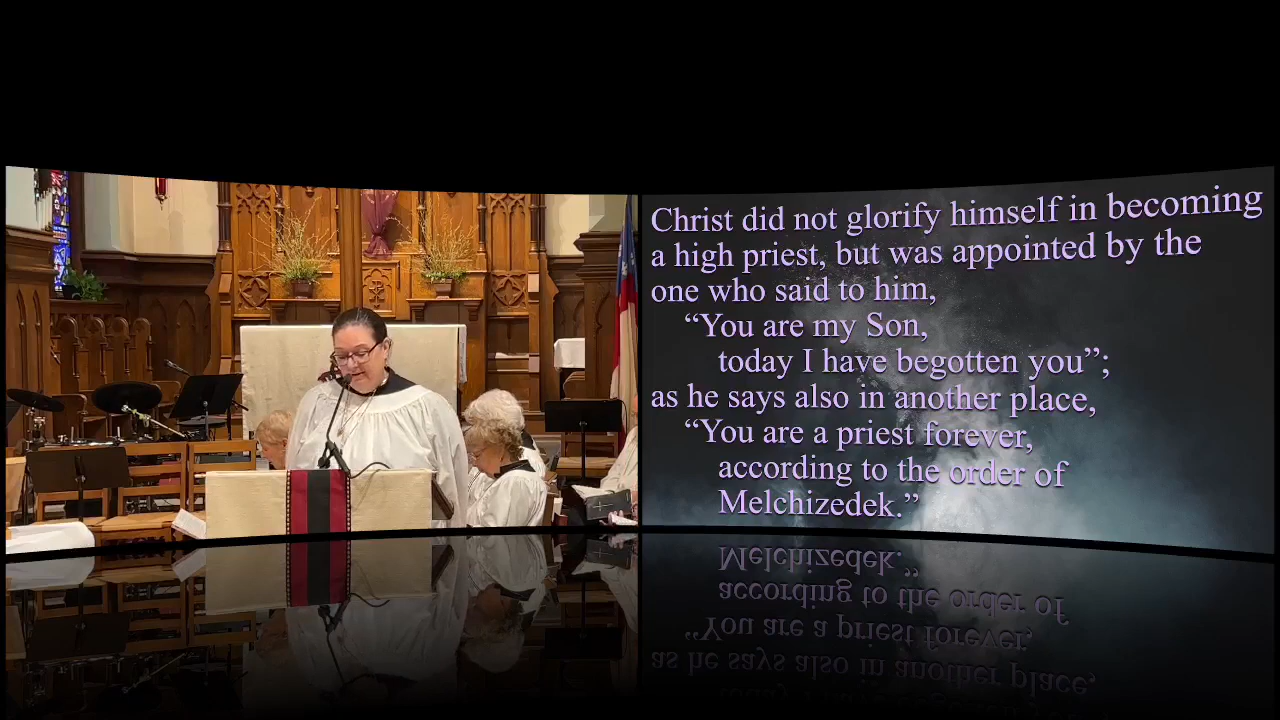 Christ did not glorify himself in becoming
a high priest, but was appointed by the
one who said to him,
“You are my Son,
today I have begotten you”;
as he says also in another place,
“You are a priest forever,
according to the order of
Melchizedek.”